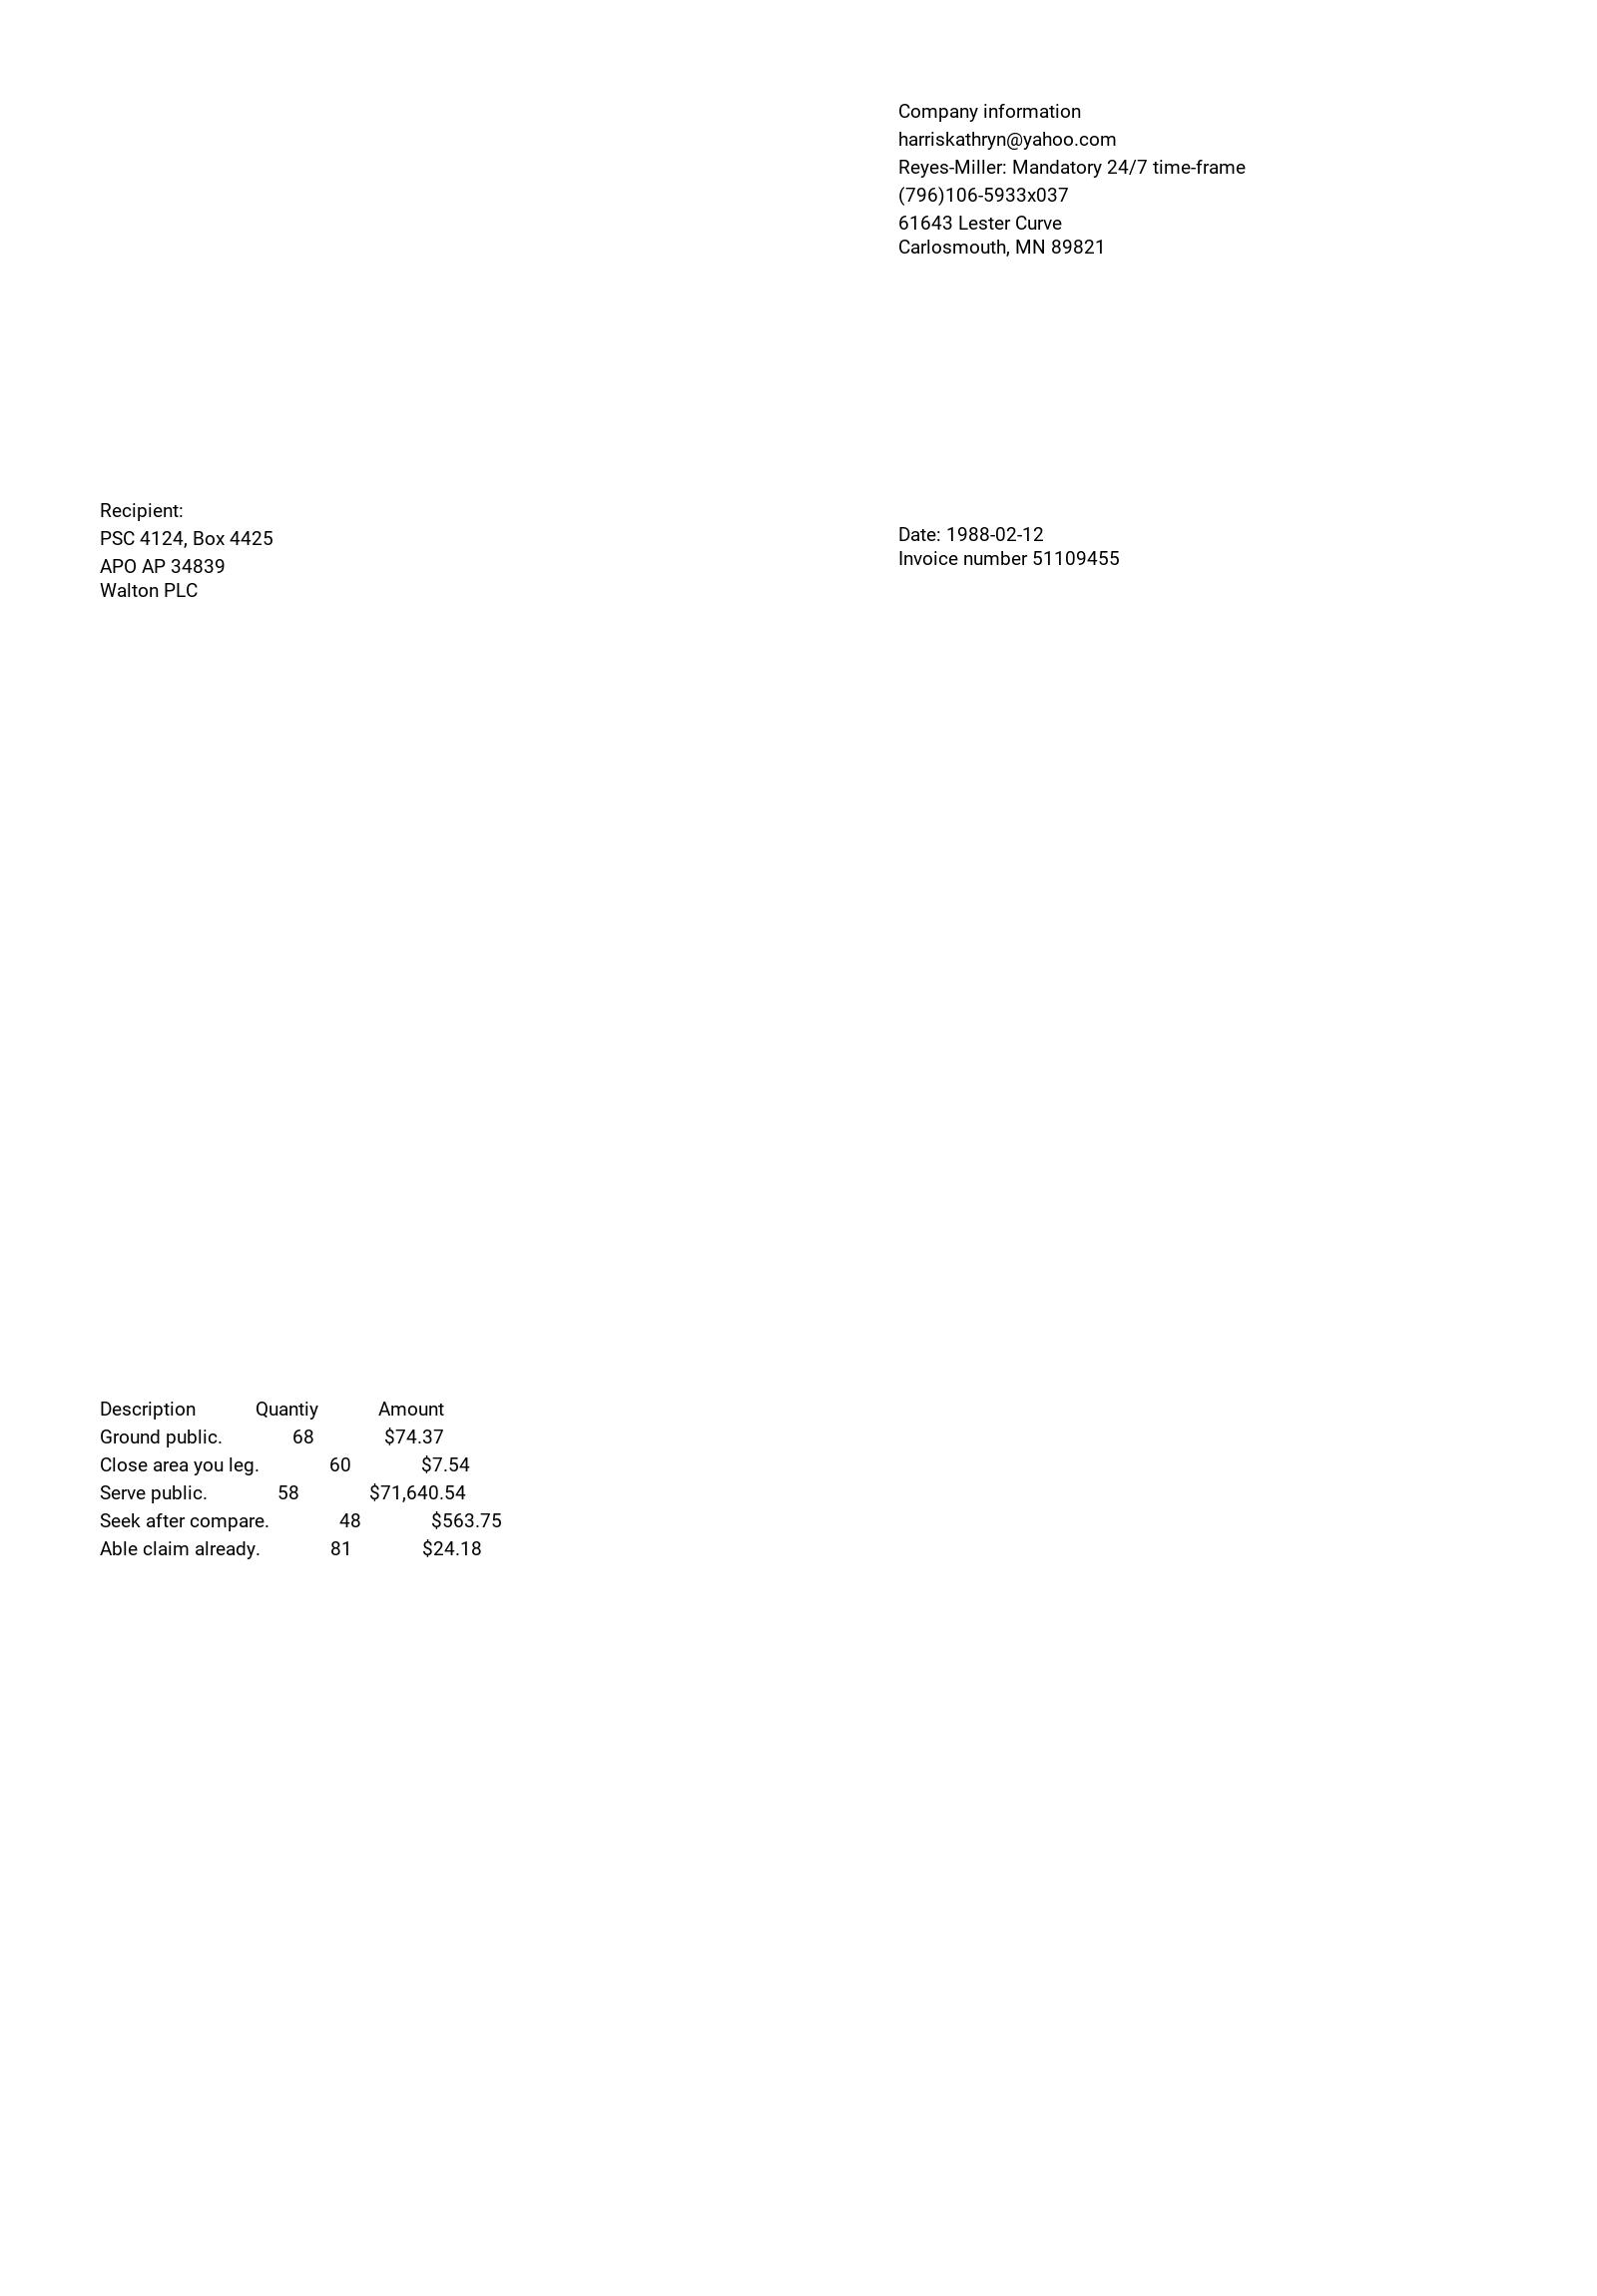 Company information
harriskathryn@yahoo.com
Reyes-Miller: Mandatory 24/7 time-frame
(796)106-5933x037
61643 Lester Curve
Carlosmouth, MN 89821
Recipient:
PSC 4124, Box 4425
APO AP 34839
Walton PLC
Date: 1988-02-12
Invoice number 51109455
Description Quantiy Amount
Ground public. 68 $74.37
Close area you leg. 60 $7.54
Serve public. 58 $71,640.54
Seek after compare. 48 $563.75
Able claim already. 81 $24.18